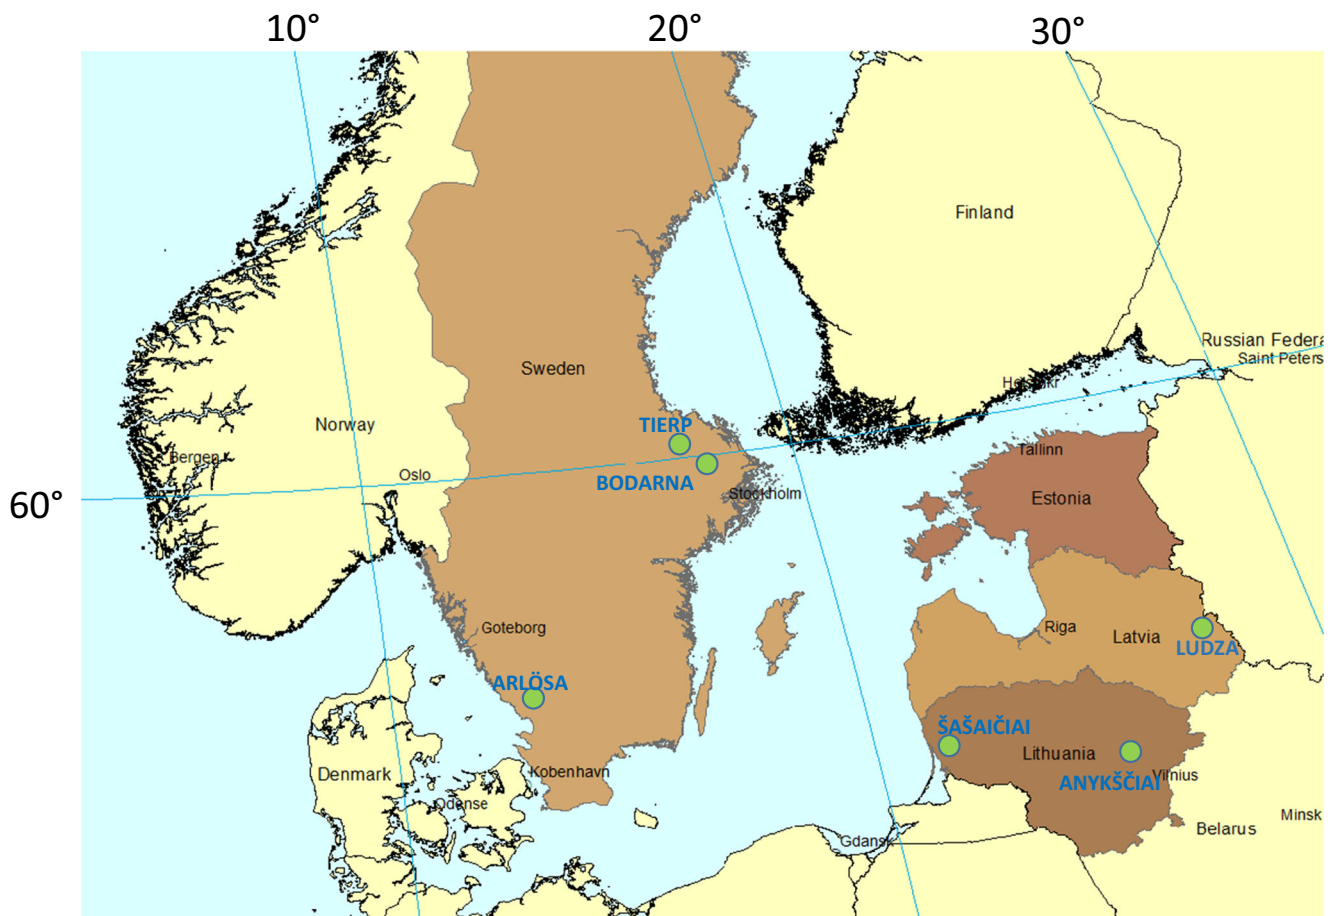 10°
20°
30°
Finland
Russian Federa
Saint Peters
Sweden
Helsinki
TIERP
Norway
Bergen
Tallinn
Oslo
BODARNA
Stockholm
Estonia
60°
Goteborg
Riga
Latvia
LUDZA
ARLÖSA
ŠAŠAIČIAI
Lithuania
Denmark
Kobenhavn
Vilnius
ANYKŠČIAI
Odense
Minsk
Belarus
Gdansk